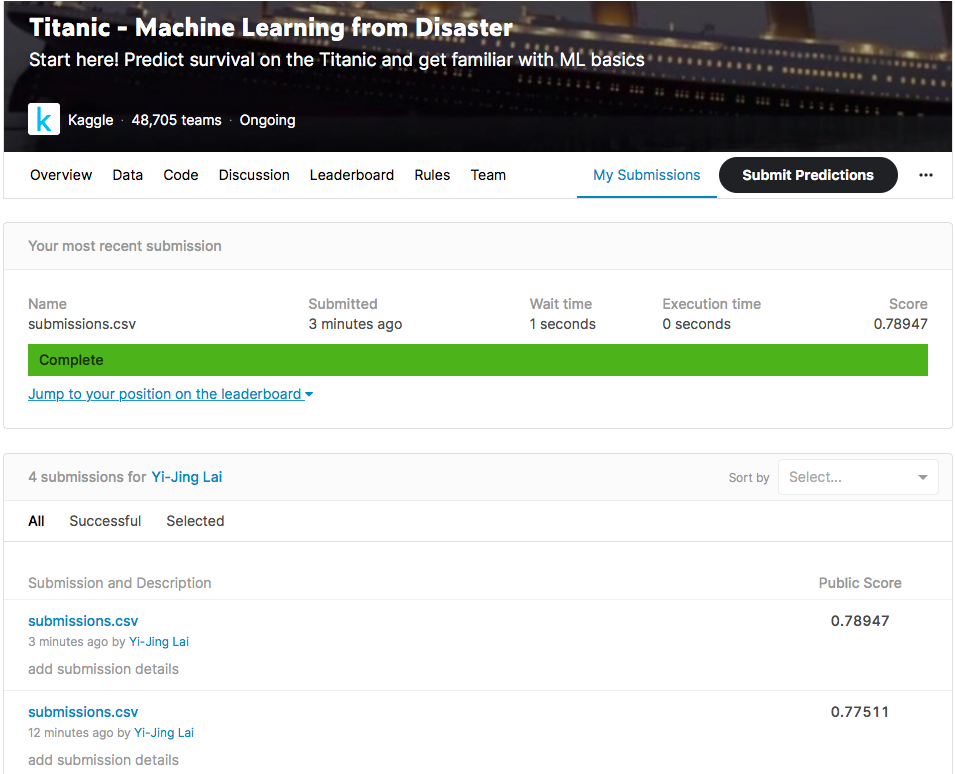 Titanic - Machine Learning from Disaster
Start here! Predict survival on the Titanic and get familiar with ML basics
k Kaggle · 48,705 teams · Ongoing
Overview Data Code Discussion Leaderboard Rules Team My Submissions Submit Predictions ...
Your most recent submission
Name Submitted Wait time Execution time Score
submissions.csv 3 minutes ago 1 seconds 0 seconds 0.78947
Complete
Jump to your position on the leaderboard
4 submissions for Yi-Jing Lai Sort by Select...
All Successful Selected
Submission and Description Public Score
submissions.csv 0.78947
3 minutes ago by Yi-Jing Lai
add submission details
submissions.csv 0.77511
12 minutes ago by Yi-Jing Lai
add submission details